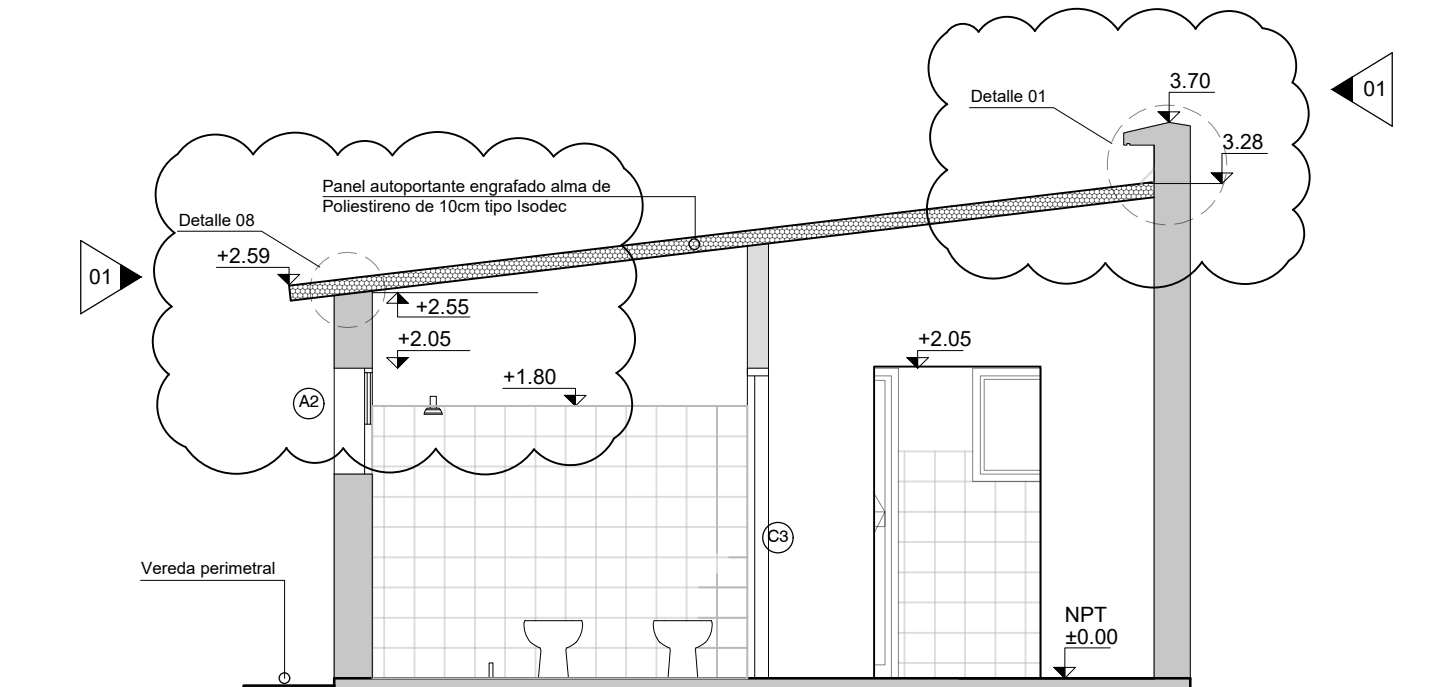 3.70
Detalle 01
01
3.28
Panel autoportante engrafado alma de
Poliestireno de 10cm tipo Isodec
Detalle 08
+2.59
01
+2.55
+2.05
+2.05
+1.80
A2
C3
Vereda perimetral
NPT
±0.00